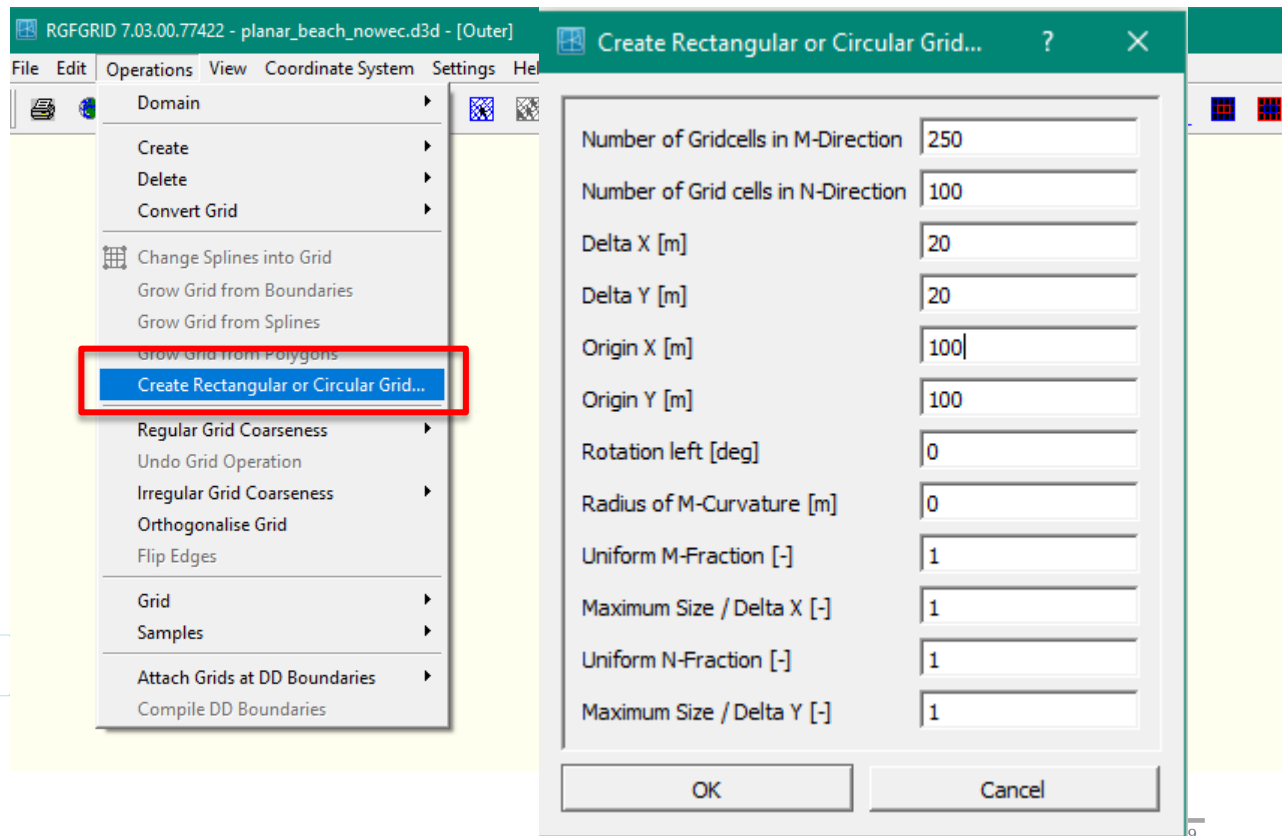 RGFGRID 7.03.00.77422 - planar_beach_nowec.d3d - [Outer]
File Edit Operations View Coordinate System Settings Hel
Domain
Create
Delete
Convert Grid
Change Splines into Grid
Grow Grid from Boundaries
Grow Grid from Splines
Grow Grid from Polygons
Create Rectangular or Circular Grid...
Regular Grid Coarseness
Undo Grid Operation
Irregular Grid Coarseness
Orthogonalise Grid
Flip Edges
Grid
Samples
Attach Grids at DD Boundaries
Compile DD Boundaries
Create Rectangular or Circular Grid... ?
Number of Gridcells in M-Direction 250
Number of Grid cells in N-Direction 100
Delta X [m] 20
Delta Y [m] 20
Origin X [m] 100
Origin Y [m] 100
Rotation left [deg] 0
Radius of M-Curvature [m] 0
Uniform M-Fraction [-] 1
Maximum Size / Delta X [-] 1
Uniform N-Fraction [-] 1
Maximum Size / Delta Y [-] 1
OK Cancel